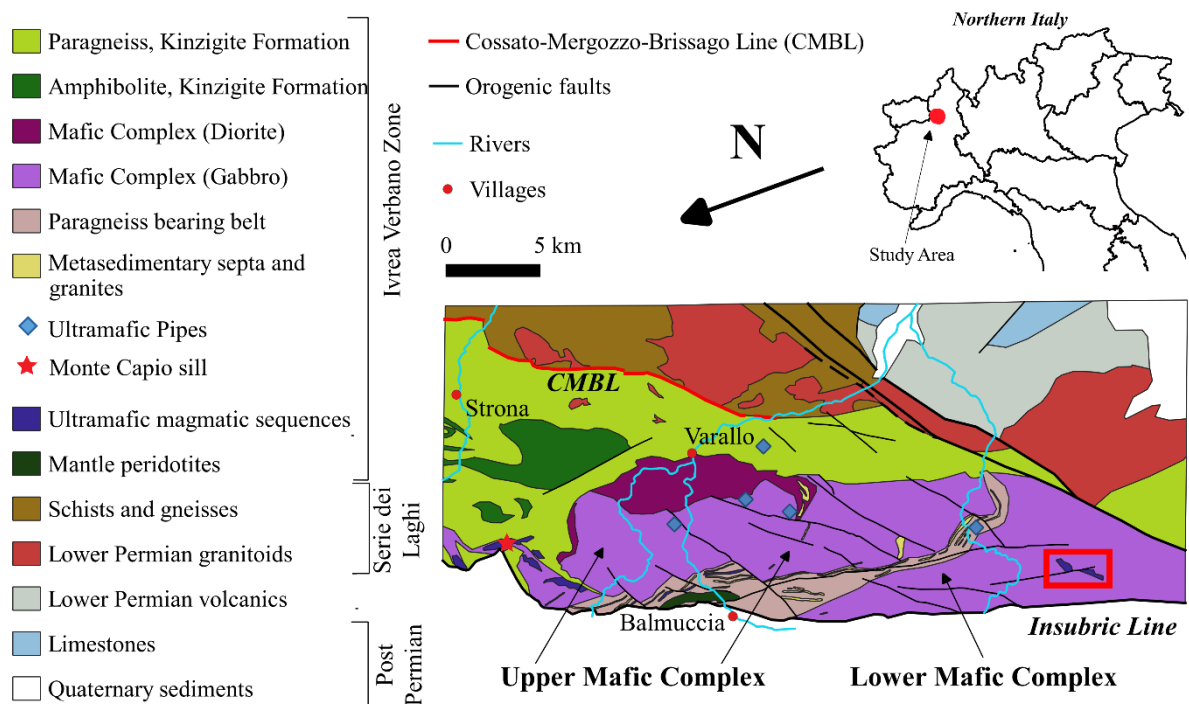 Paragneiss, Kinzigite Formation
Amphibolite, Kinzigite Formation
Mafic Complex (Diorite)
Mafic Complex (Gabbro)
Paragneiss bearing belt
Metasedimentary septa and
granites
Ultramafic Pipes
Monte Capio sill
Ultramafic magmatic sequences
Mantle peridotites
Schists and gneisses
Lower Permian granitoids
Lower Permian volcanics
Limestones
Quaternary sediments
Ivrea Verbano Zone
Serie dei
Laghi
Post
Permian
Cossato-Mergozzo-Brissago Line (CMBL)
Orogenic faults
Rivers
Villages
0 5 km
N
Northern Italy
Study Area
CMBL
Strona
Varallo
Balmuccia
Insubric Line
Upper Mafic Complex
Lower Mafic Complex